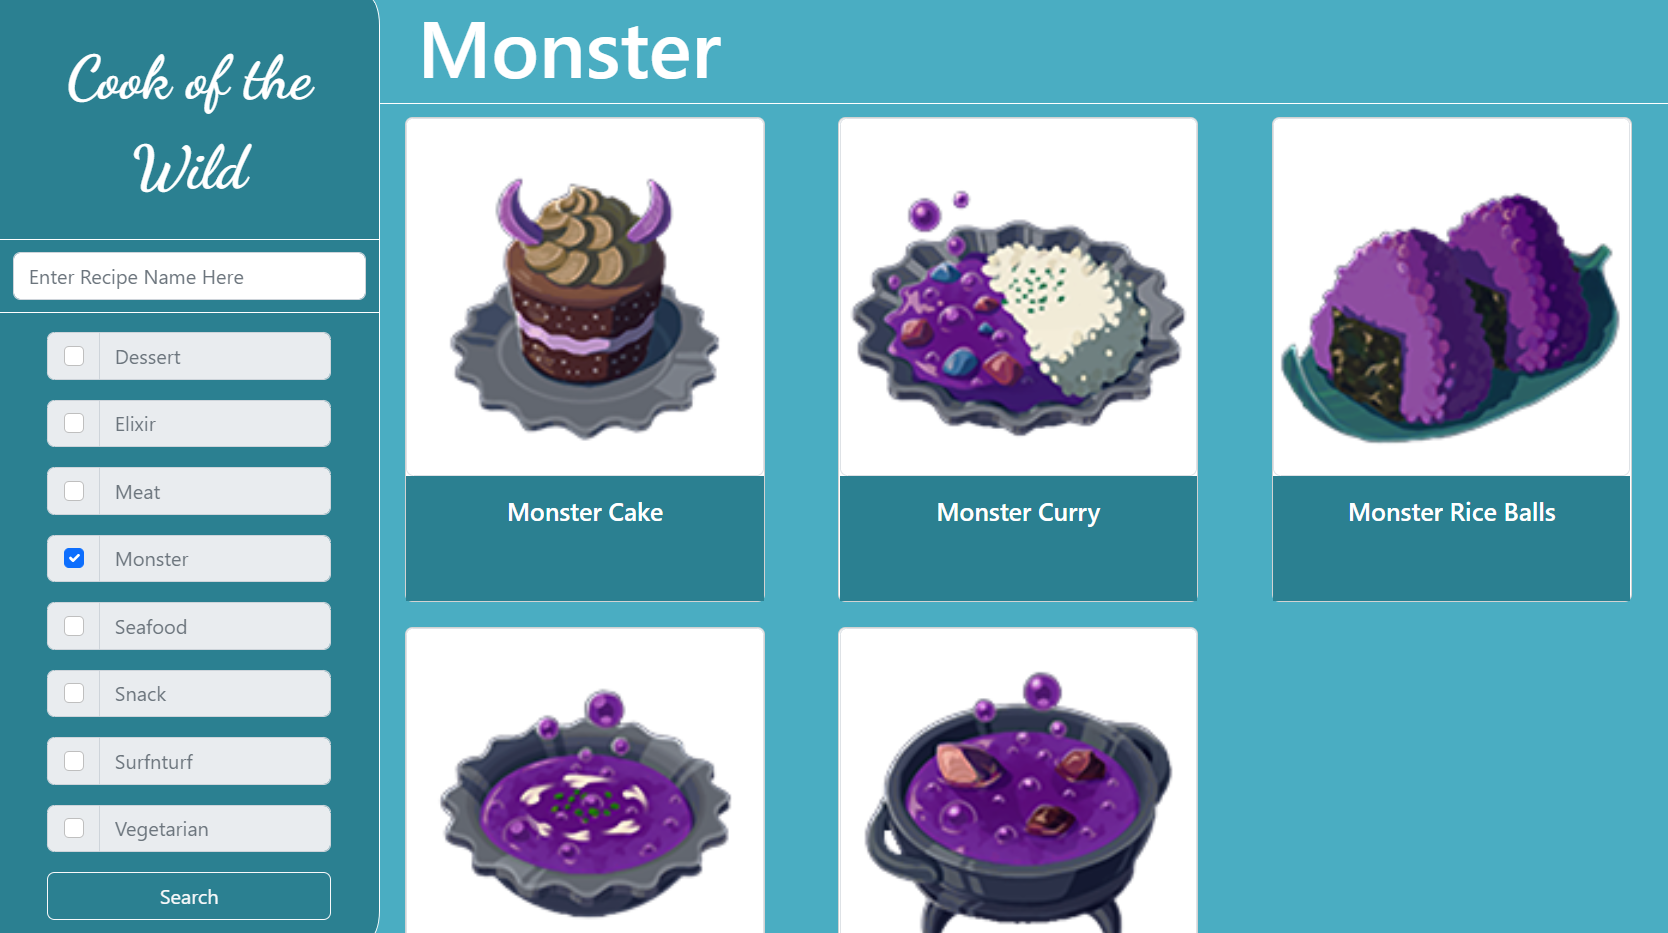 Cook of the
Wild
Enter Recipe Name Here
Dessert
Elixir
Meat
Monster
Seafood
Snack
Surfnturf
Vegetarian
Search
Monster
Monster Cake
Monster Curry
Monster Rice Balls